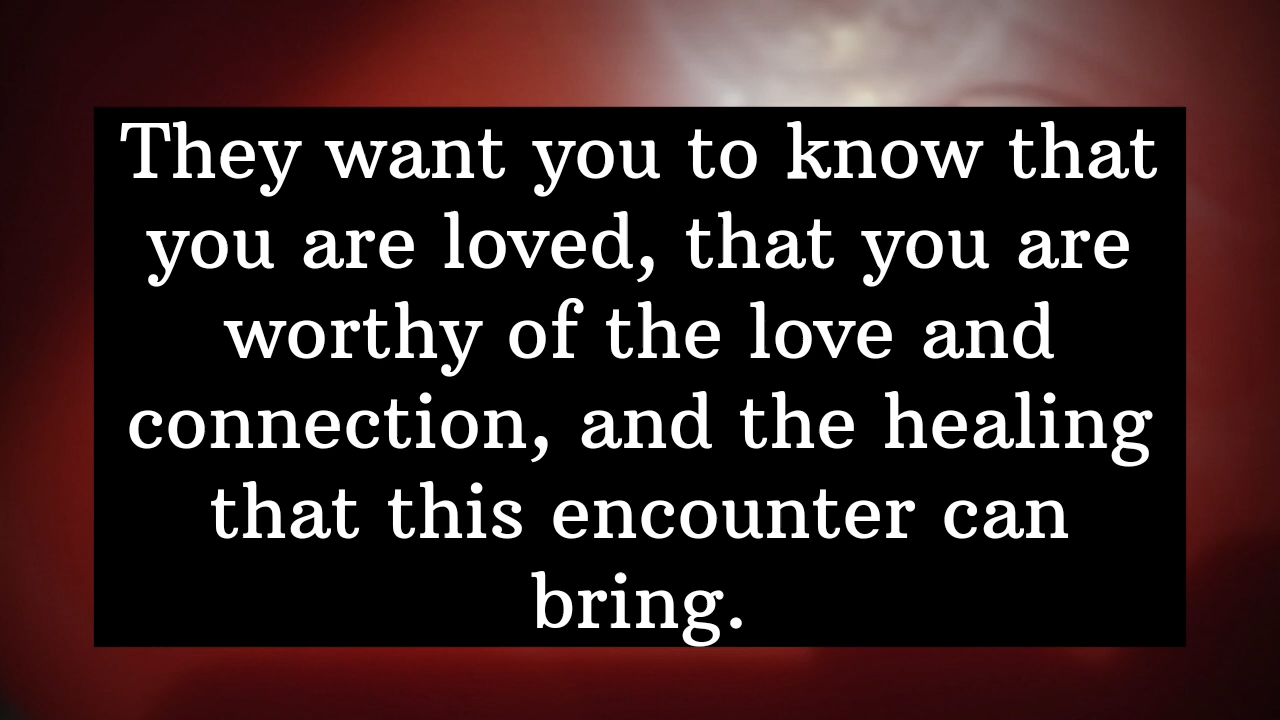 They want you to know that
you are loved, that you are
worthy of the love and
connection, and the healing
that this encounter can
bring.